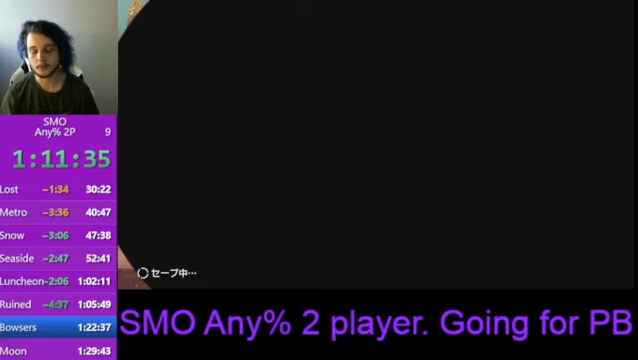 SMO
Any% 2P 9
1:11:35
Lost -1:34 30:22
Metro -3:36 40:47
Snow -3:06 47:38
Seaside -2:47 52:41
Luncheon -2:06 1:02:11
Ruined -4:37 1:05:49
Bowsers 1:22:37
Moon 1:29:43
セーブ中…
SMO Any% 2 player. Going for PB